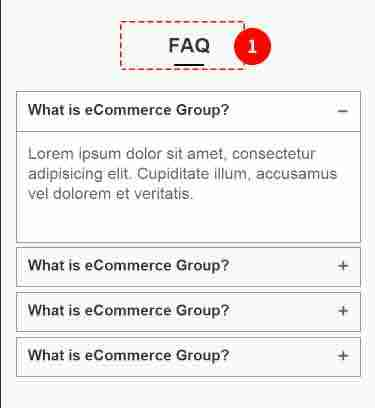 FAQ
1
What is eCommerce Group?
−
Lorem ipsum dolor sit amet, consectetur
adipisicing elit. Cupiditate illum, accusamus
vel dolorem et veritatis.
What is eCommerce Group?
+
What is eCommerce Group?
+
What is eCommerce Group?
+